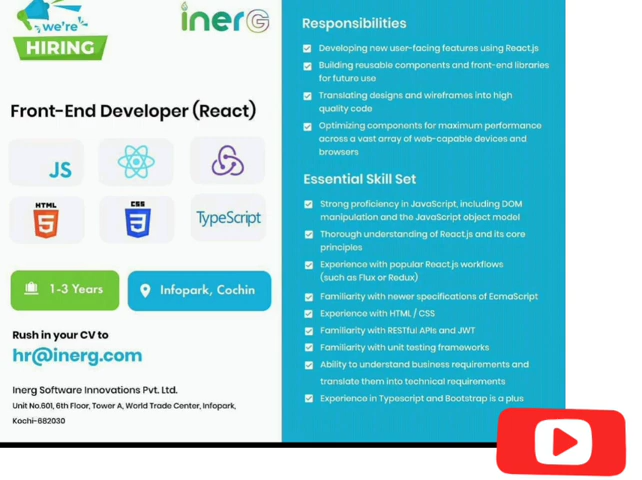 we're
HIRING
inerG
Front-End Developer (React)
JS
HTML
5
CSS
3
TypeScript
1-3 Years
Infopark, Cochin
Rush in your CV to
hr@inerg.com
Inerg Software Innovations Pvt. Ltd.
Unit No.601, 6th Floor, Tower A, World Trade Center, Infopark,
Kochi-682030
Responsibilities
Developing new user-facing features using React.js
Building reusable components and front-end libraries
for future use
Translating designs and wireframes into high
quality code
Optimizing components for maximum performance
across a vast array of web-capable devices and
browsers
Essential Skill Set
Strong proficiency in JavaScript, including DOM
manipulation and the JavaScript object model
Thorough understanding of React.js and its core
principles
Experience with popular React.js workflows
(such as Flux or Redux)
Familiarity with newer specifications of EcmaScript
Experience with HTML / CSS
Familiarity with RESTful APIs and JWT
Familiarity with unit testing frameworks
Ability to understand business requirements and
translate them into technical requirements
Experience in Typescript and Bootstrap is a plus